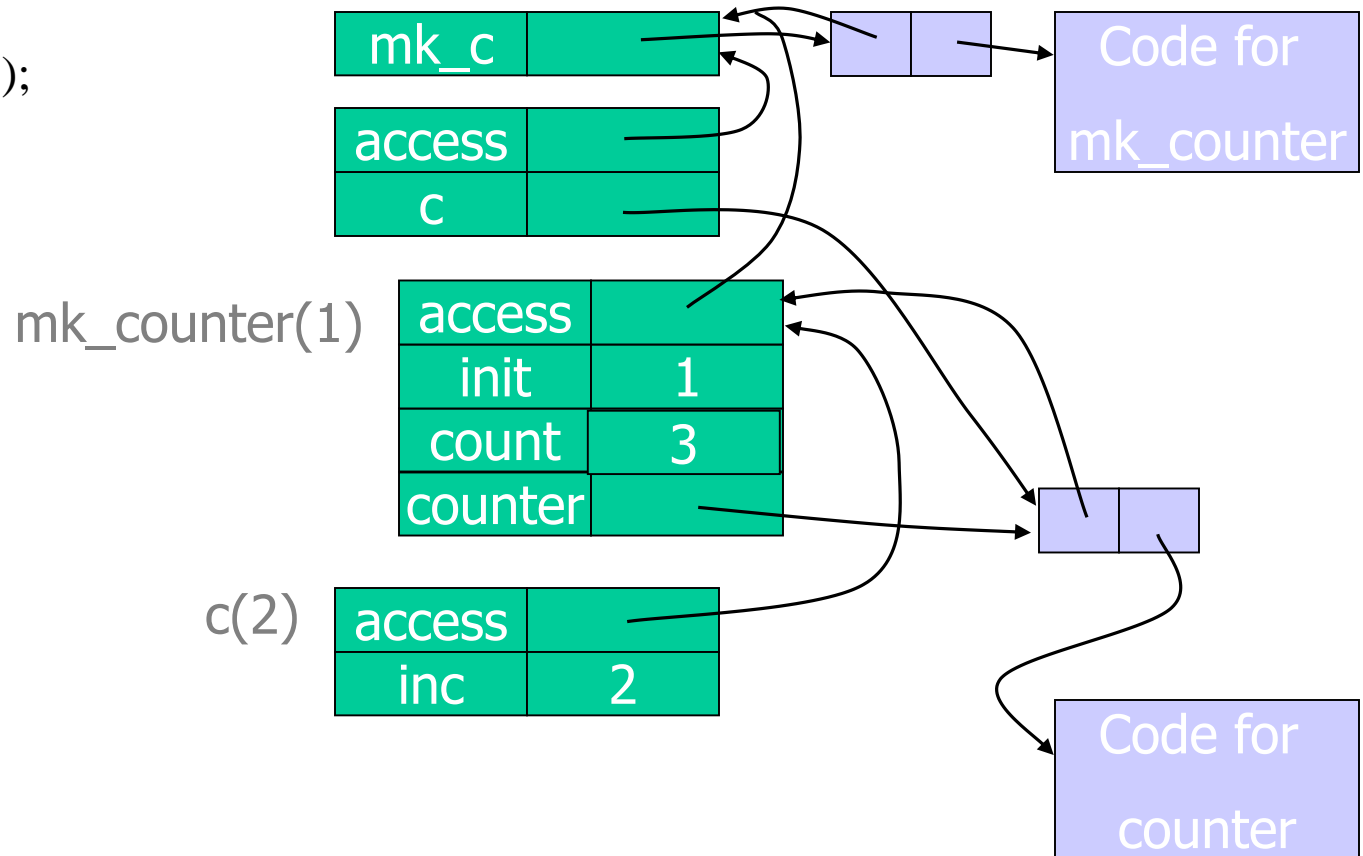 mk_c
Code for
mk_counter
);
access
c
mk_counter(1)
access
init 1
count 3
counter
c(2)
access
inc 2
Code for
counter